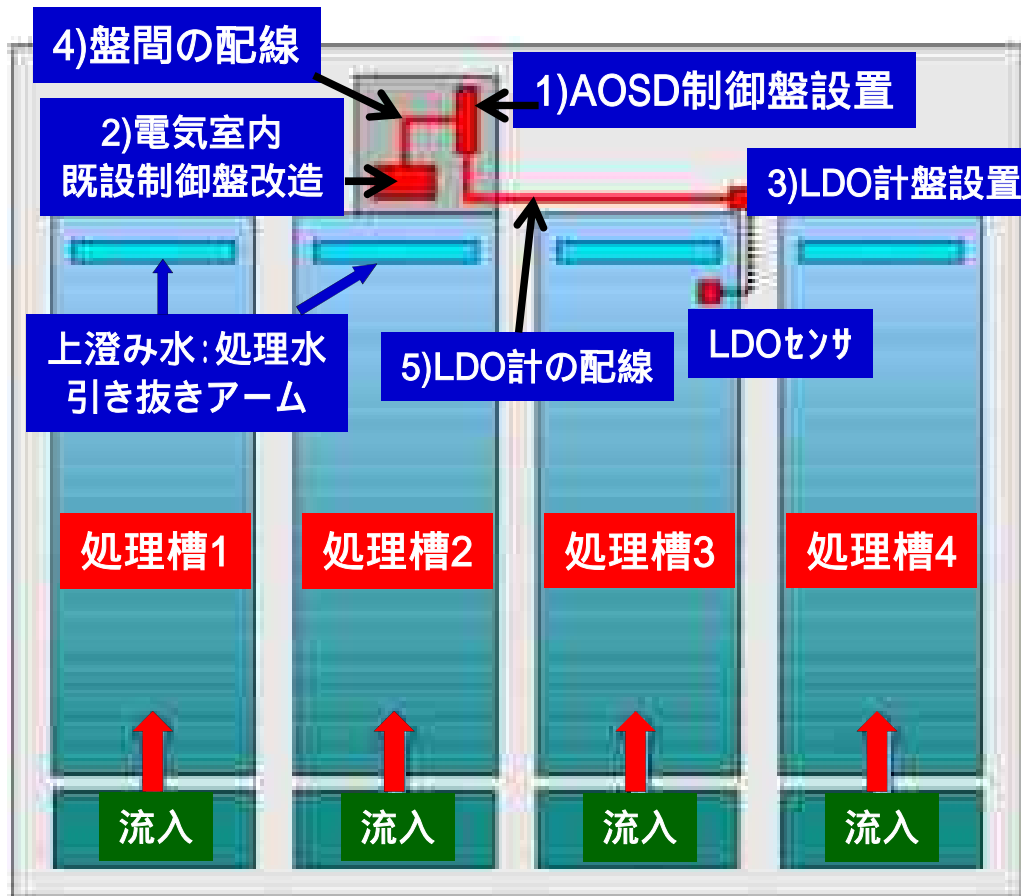 4)盤間の配線
1)AOSD制御盤設置
2)電気室内
既設制御盤改造
3)LDO計盤設置
上澄み水：処理水
引き抜きアーム
5)LDO計の配線
LDOｾﾝｻ
処理槽1
処理槽2
処理槽3
処理槽4
流入
流入
流入
流入